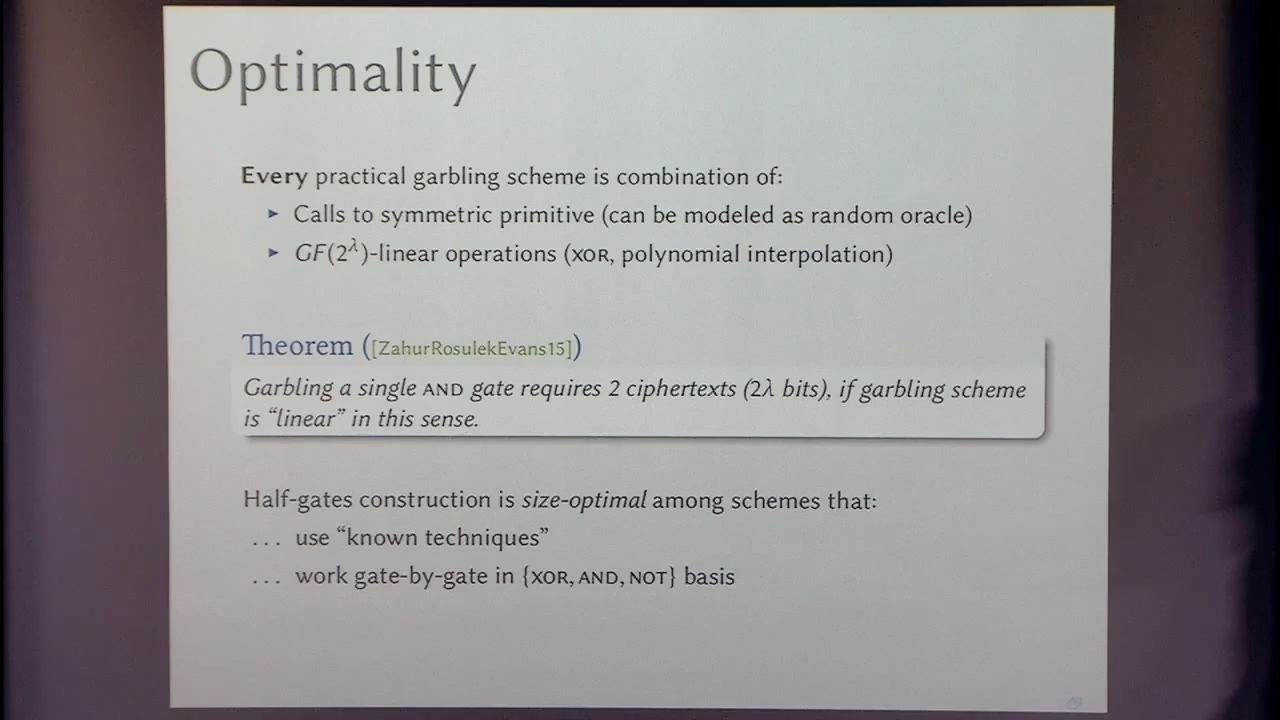 Optimality
Every practical garbling scheme is combination of:
▸ Calls to symmetric primitive (can be modeled as random oracle)
▸ GF(2^λ)-linear operations (XOR, polynomial interpolation)
Theorem ([ZahurRosulekEvans15])
Garbling a single AND gate requires 2 ciphertexts (2λ bits), if garbling scheme
is “linear” in this sense.
Half-gates construction is size-optimal among schemes that:
... use “known techniques”
... work gate-by-gate in {XOR, AND, NOT} basis